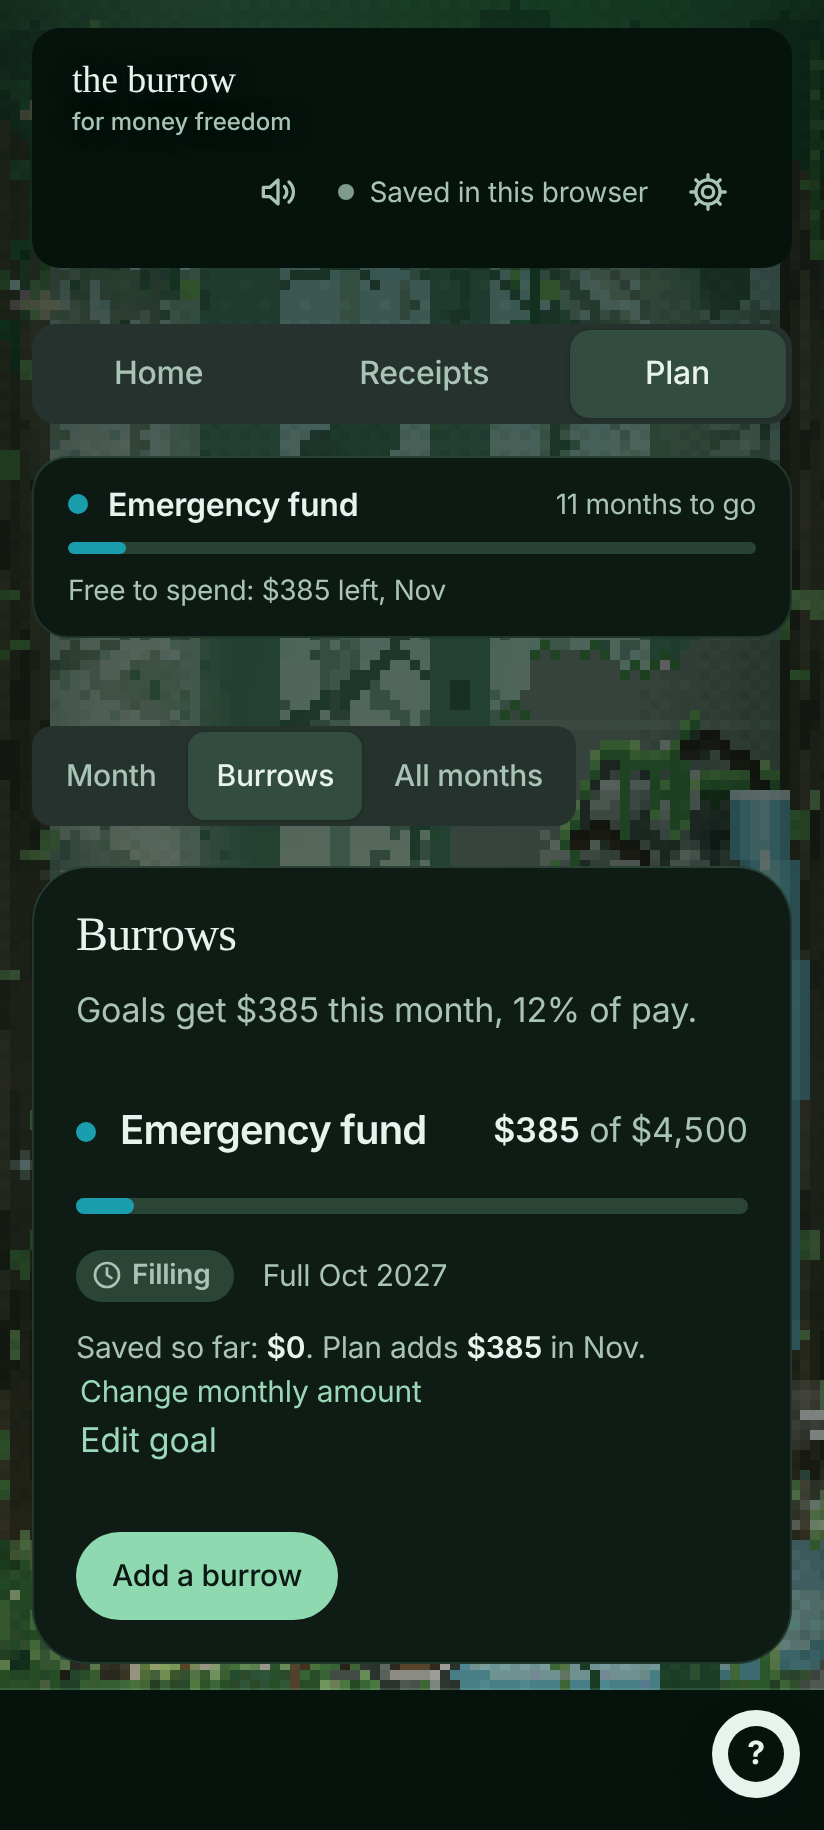 the burrow
for money freedom
Saved in this browser
Home Receipts Plan
Emergency fund 11 months to go
Free to spend: $385 left, Nov
Month Burrows All months
Burrows
Goals get $385 this month, 12% of pay.
Emergency fund $385 of $4,500
Filling Full Oct 2027
Saved so far: $0. Plan adds $385 in Nov.
Change monthly amount
Edit goal
Add a burrow
?